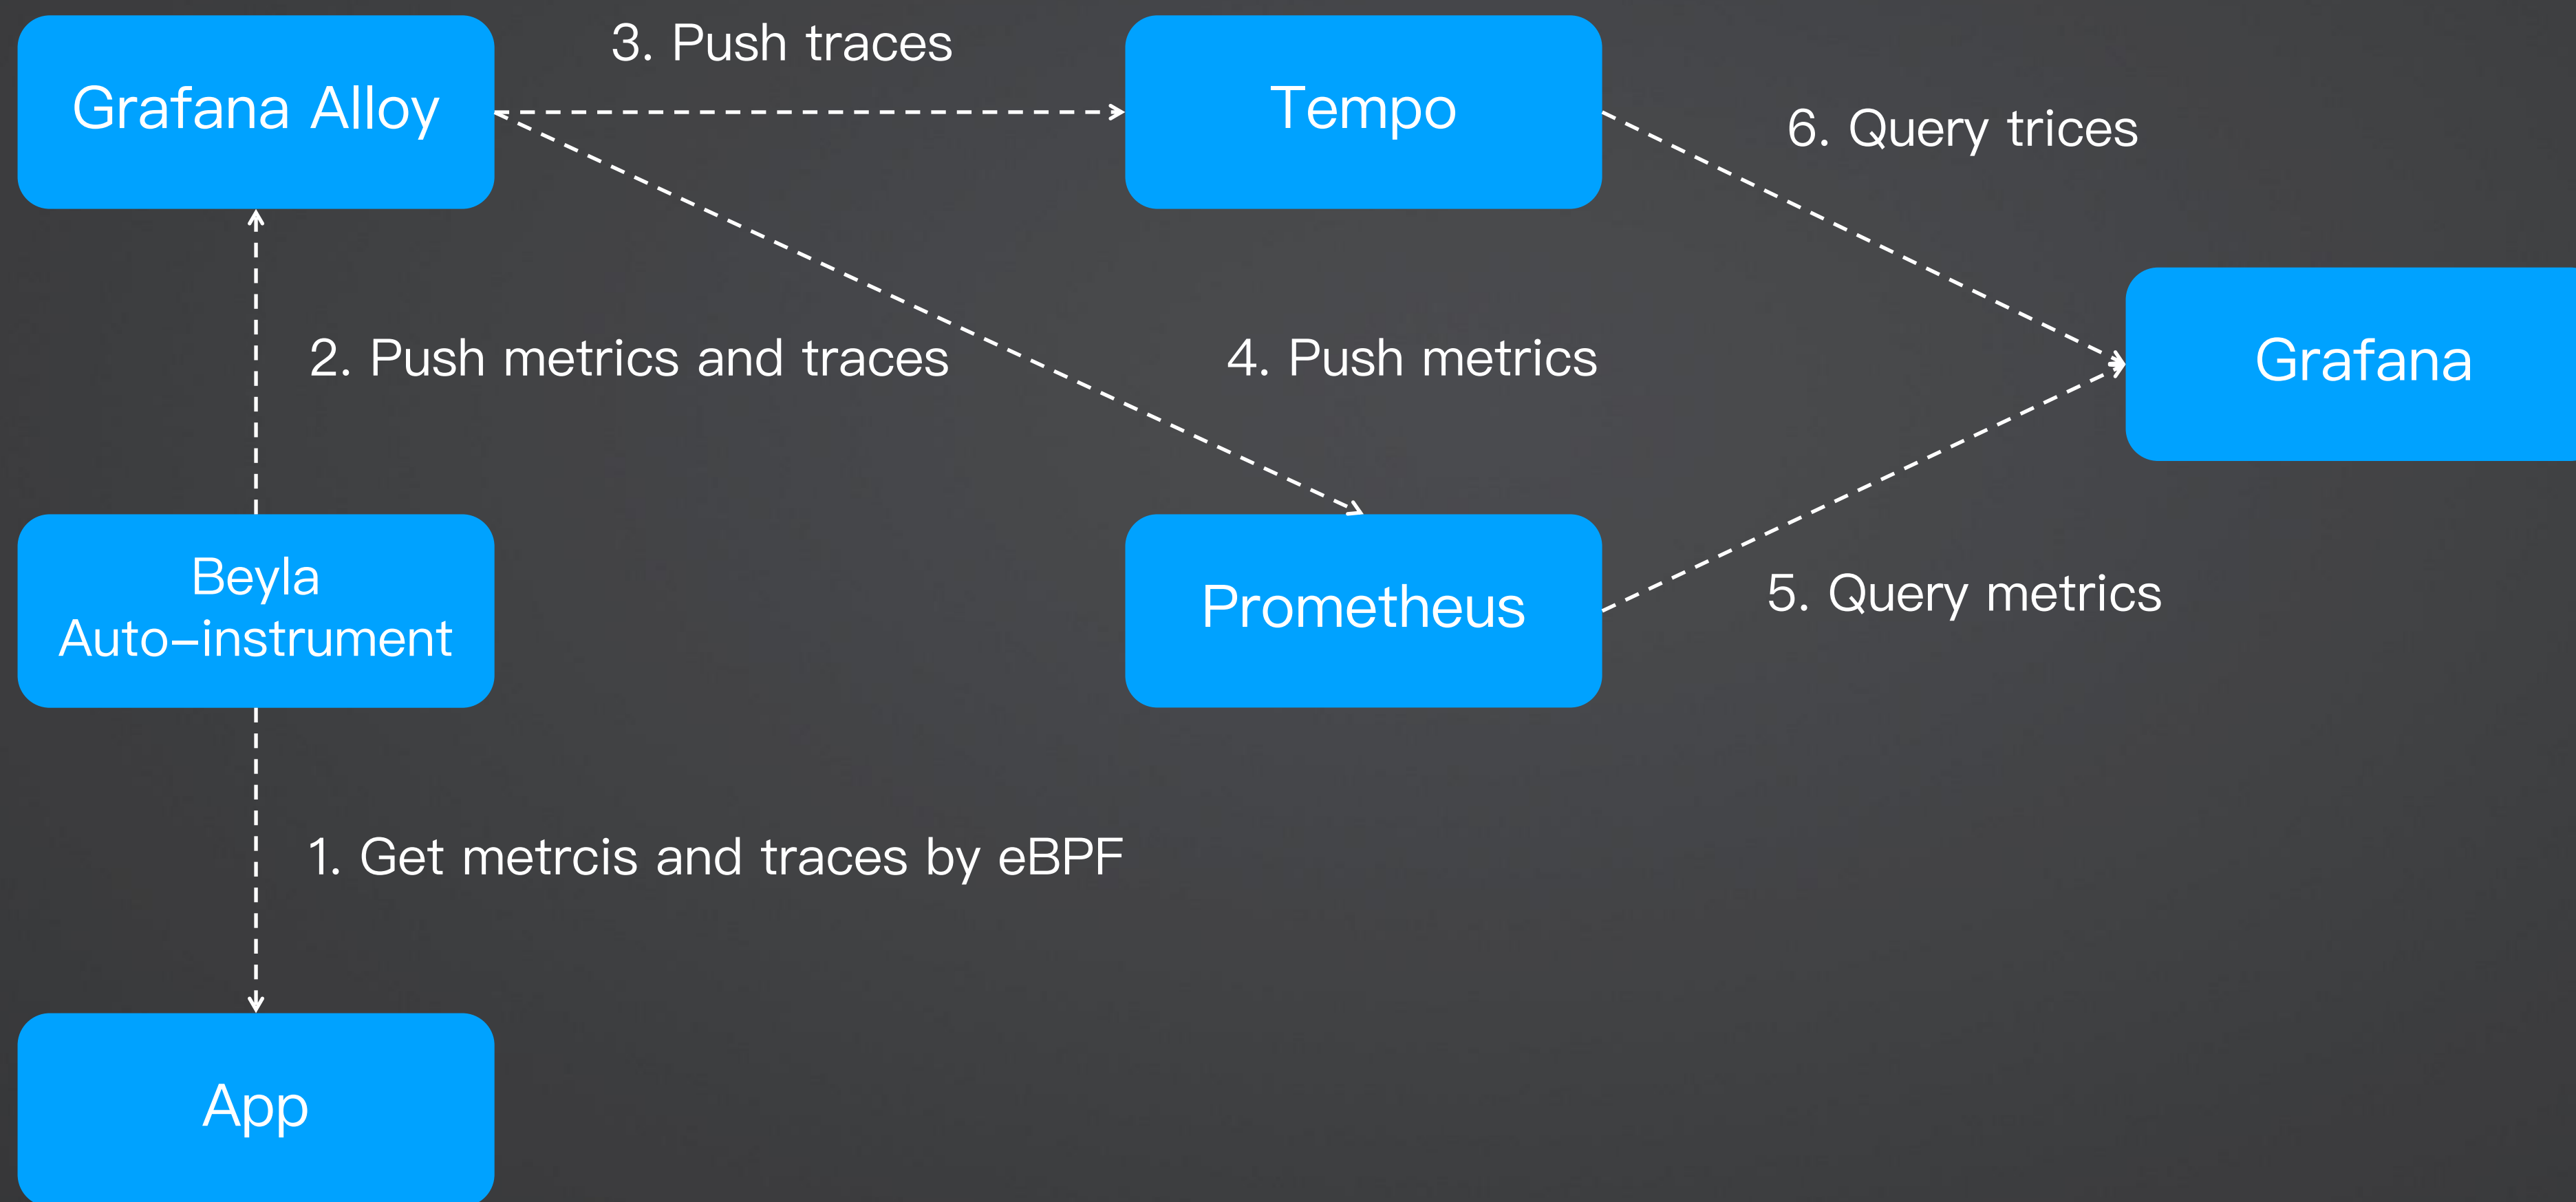 Grafana Alloy
3. Push traces
Tempo
6. Query trices
2. Push metrics and traces
4. Push metrics
Grafana
Beyla
Auto-instrument
Prometheus
5. Query metrics
1. Get metrcis and traces by eBPF
App